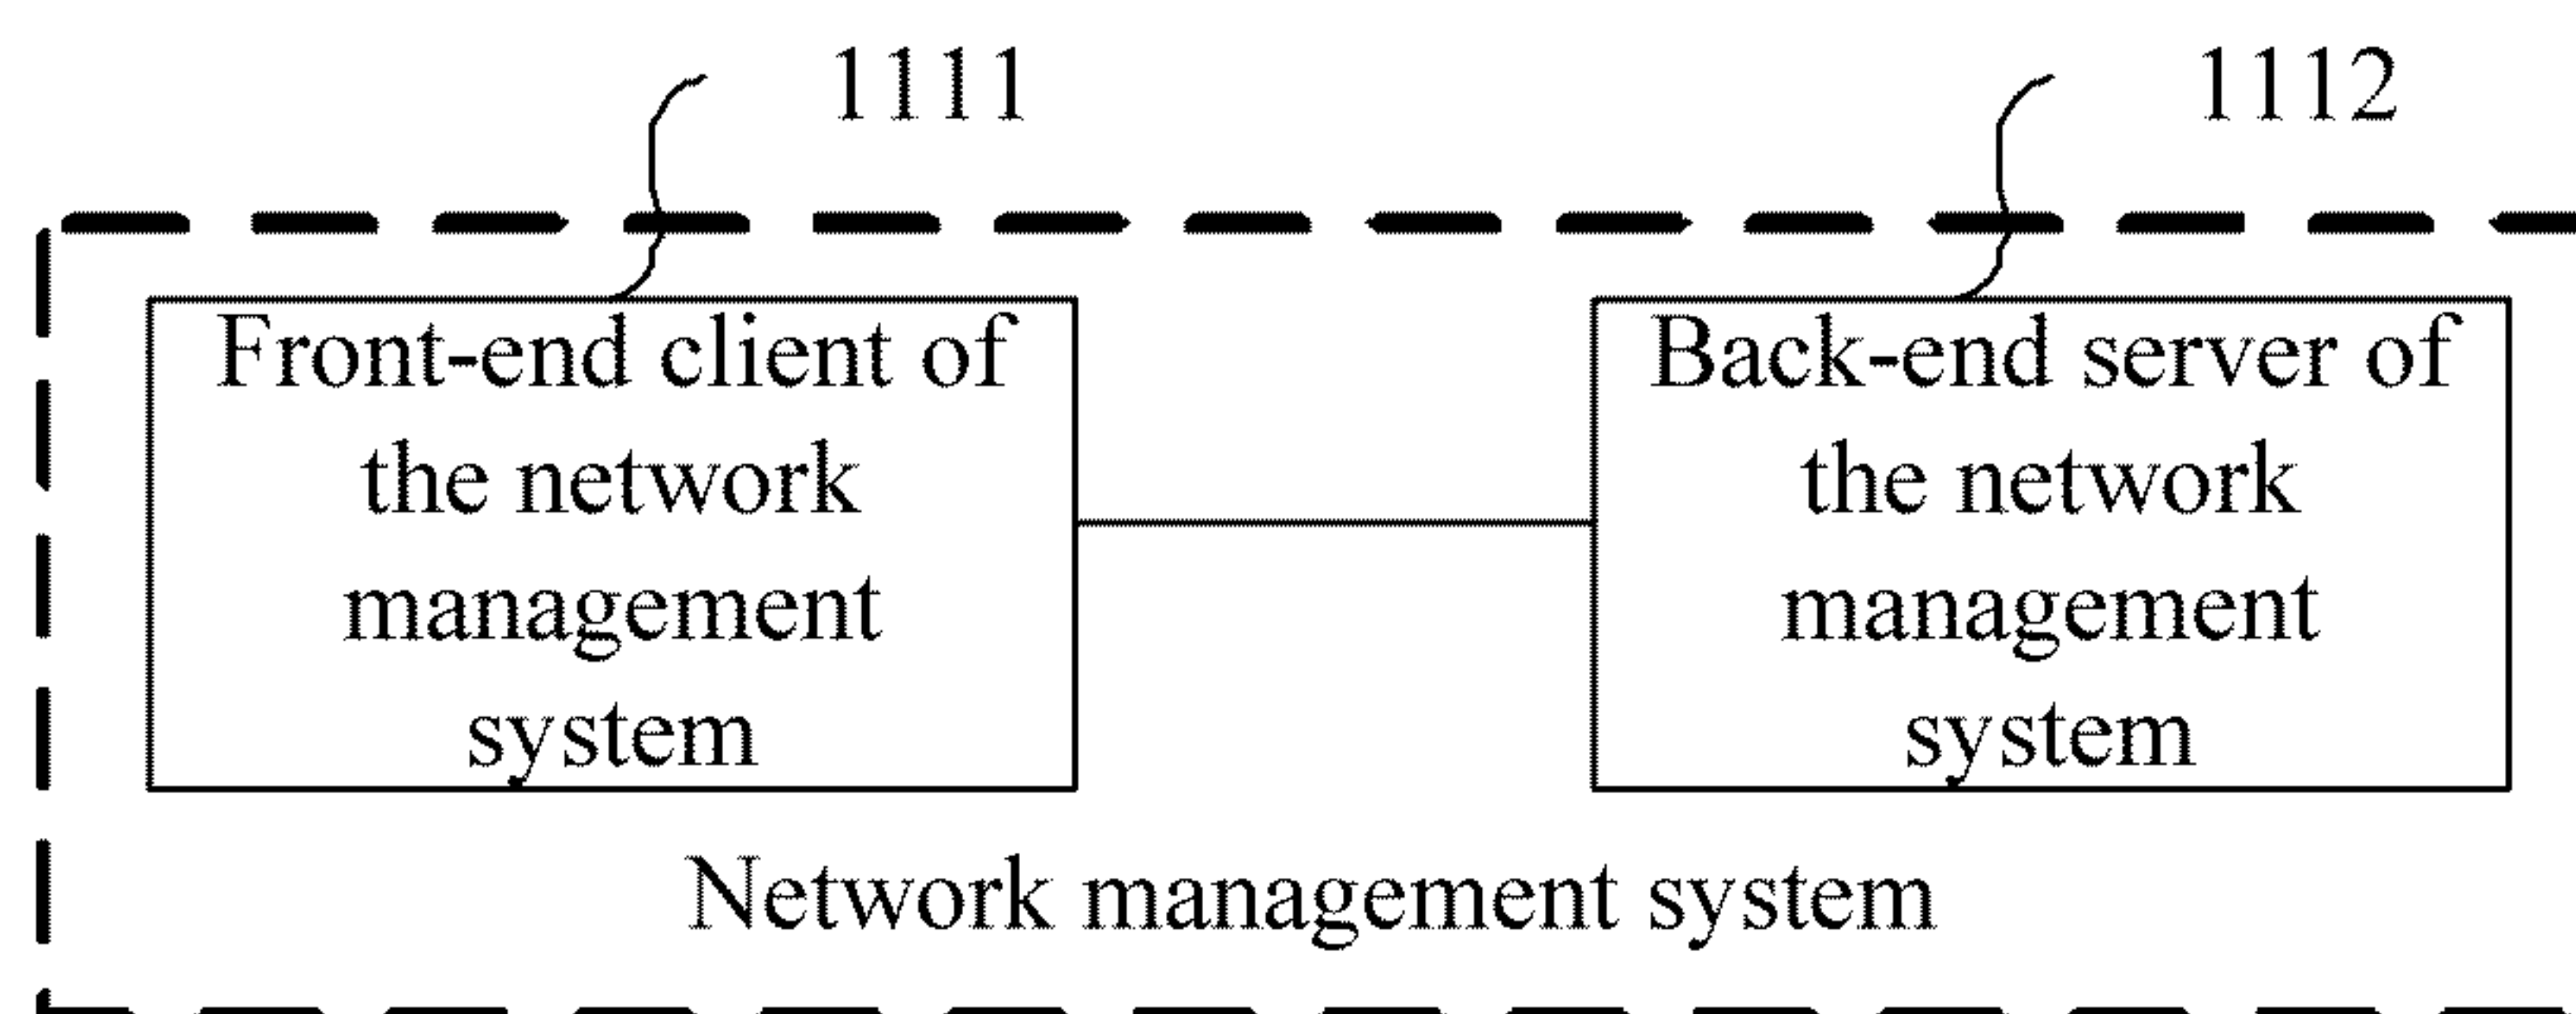 1111
1112
Front-end client of
the network
management
system
Back-end server of
the network
management
system
Network management system